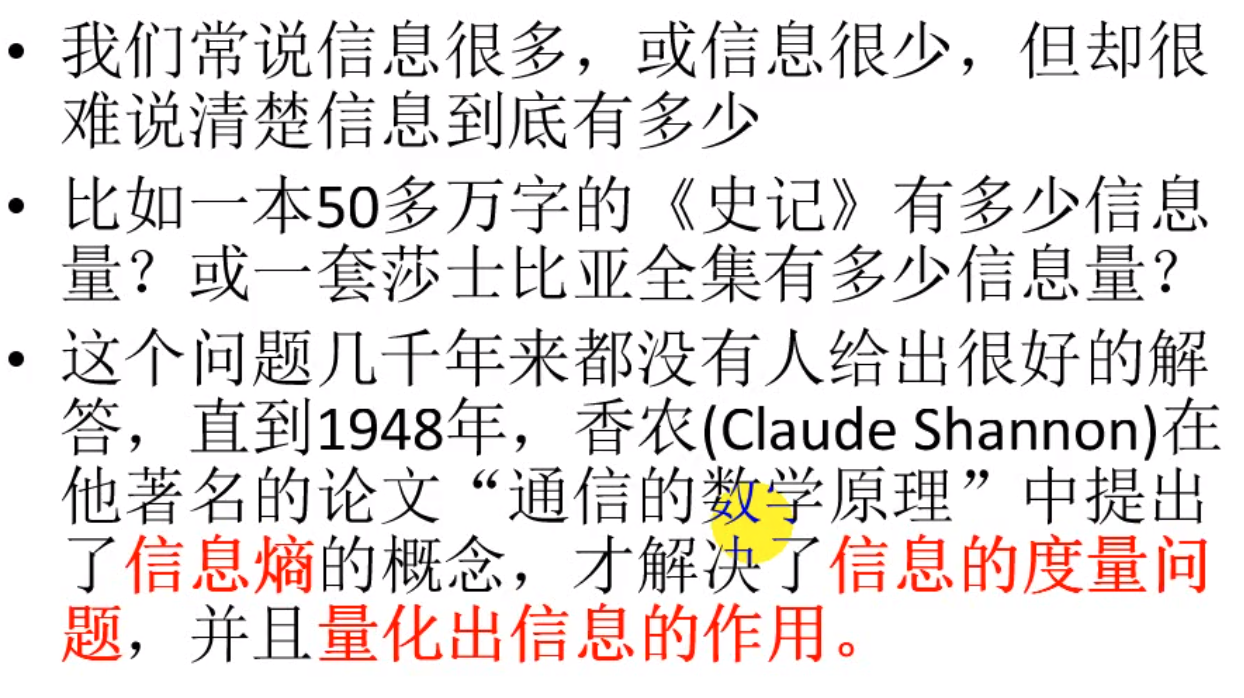 • 我们常说信息很多，或信息很少，但却很
难说清楚信息到底有多少
• 比如一本50多万字的《史记》有多少信息
量？或一套莎士比亚全集有多少信息量？
• 这个问题几千年来都没有人给出很好的解
答，直到1948年，香农(Claude Shannon)在
他著名的论文“通信的数学原理”中提出
了信息熵的概念，才解决了信息的度量问
题，并且量化出信息的作用。